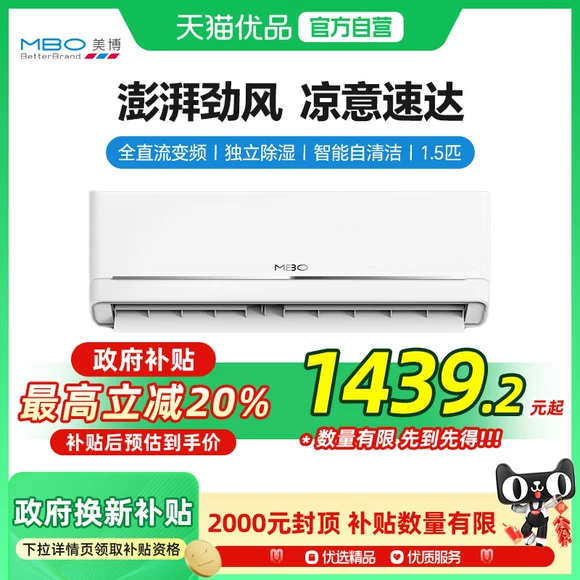 天猫优品 官方自营
MBO 美博
BetterBrand
澎湃劲风 凉意速达
全直流变频 | 独立除湿 | 智能自清洁 | 1.5匹
MBO
政府补贴
最高立减20%
补贴后预估到手价
1439.2 元起
*数量有限 先到先得!!!
政府换新补贴
下拉详情页领取补贴资格
2000元封顶 补贴数量有限
优选精品 优质服务